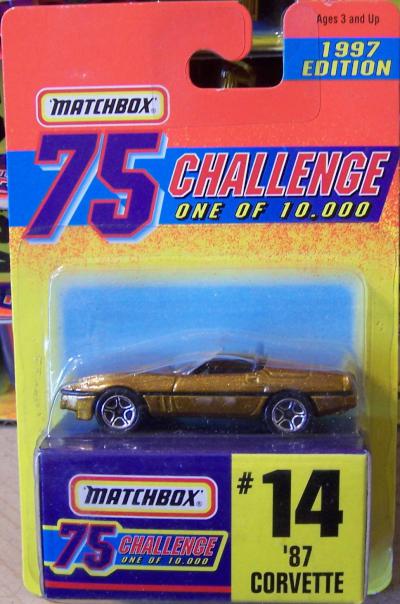 Ages 3 and Up
1997
EDITION
MATCHBOX
75 CHALLENGE
ONE OF 10.000
MATCHBOX
75 CHALLENGE
ONE OF 10.000
#14
'87
CORVETTE